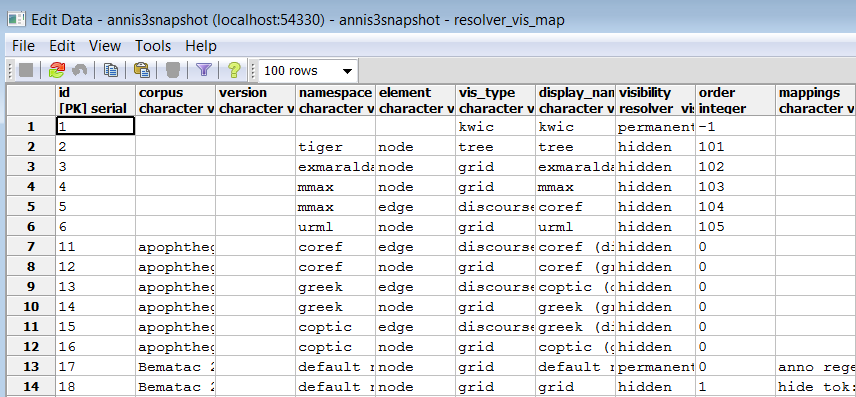 Edit Data - annis3snapshot (localhost:54330) - annis3snapshot - resolver_vis_map
File Edit View Tools Help
100 rows
id corpus version namespace element vis_type display_nam visibility order mappings
[PK] serial character v character v character v character v character v character v resolver_vis integer character v
1 1 kwic kwic permanent -1
2 2 tiger node tree tree hidden 101
3 3 exmaralda node grid exmaralda hidden 102
4 4 mmax node grid mmax hidden 103
5 5 mmax edge discourse coref hidden 104
6 6 urml node grid urml hidden 105
7 11 apophtheg coref edge discourse coref (di hidden 0
8 12 apophtheg coref node grid coref (gr hidden 0
9 13 apophtheg greek edge discourse coptic (d hidden 0
10 14 apophtheg greek node grid greek (gr hidden 0
11 15 apophtheg coptic edge discourse greek (di hidden 0
12 16 apophtheg coptic node grid coptic (g hidden 0
13 17 Bematac 2 default n node grid default n permanent 0 anno rege
14 18 Bematac 2 default n node grid grid hidden 1 hide tok: